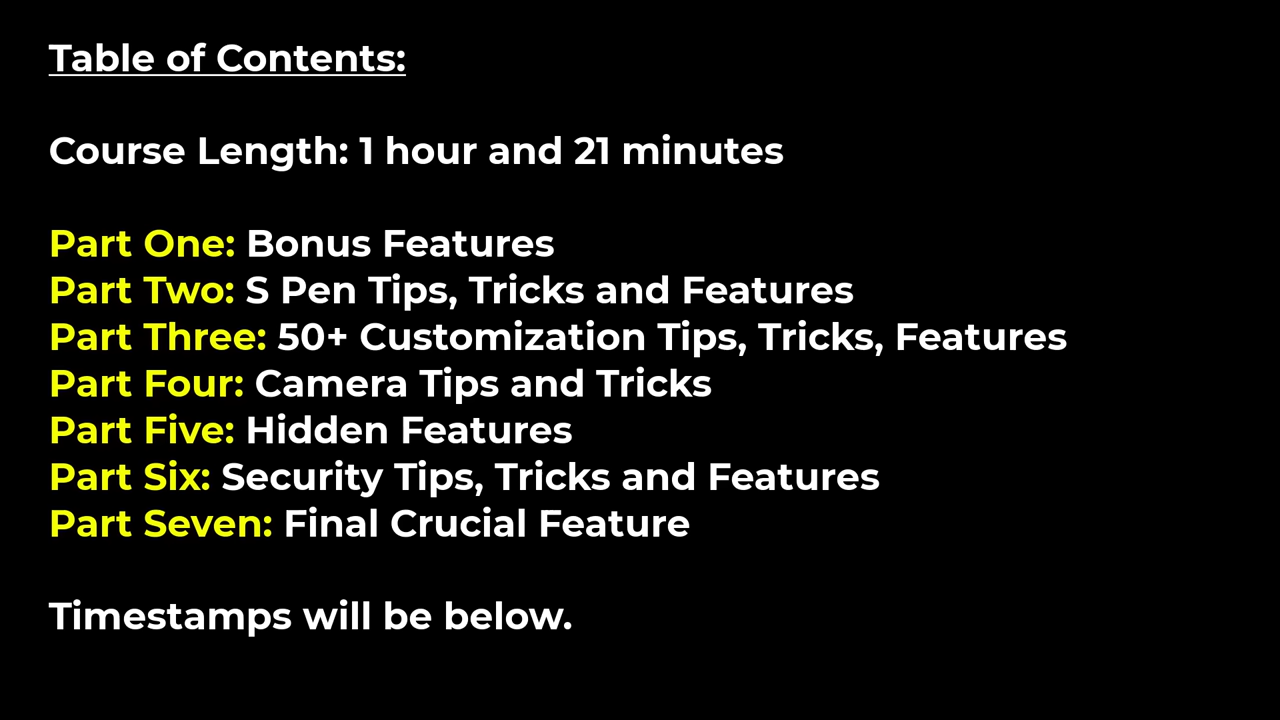 Table of Contents:
Course Length: 1 hour and 21 minutes
Part One: Bonus Features
Part Two: S Pen Tips, Tricks and Features
Part Three: 50+ Customization Tips, Tricks, Features
Part Four: Camera Tips and Tricks
Part Five: Hidden Features
Part Six: Security Tips, Tricks and Features
Part Seven: Final Crucial Feature
Timestamps will be below.